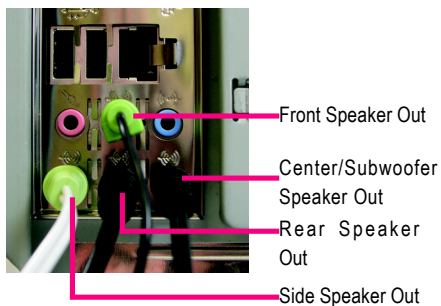 Front Speaker Out
Center/Subwoofer
Speaker Out
Rear Speaker
Out
Side Speaker Out